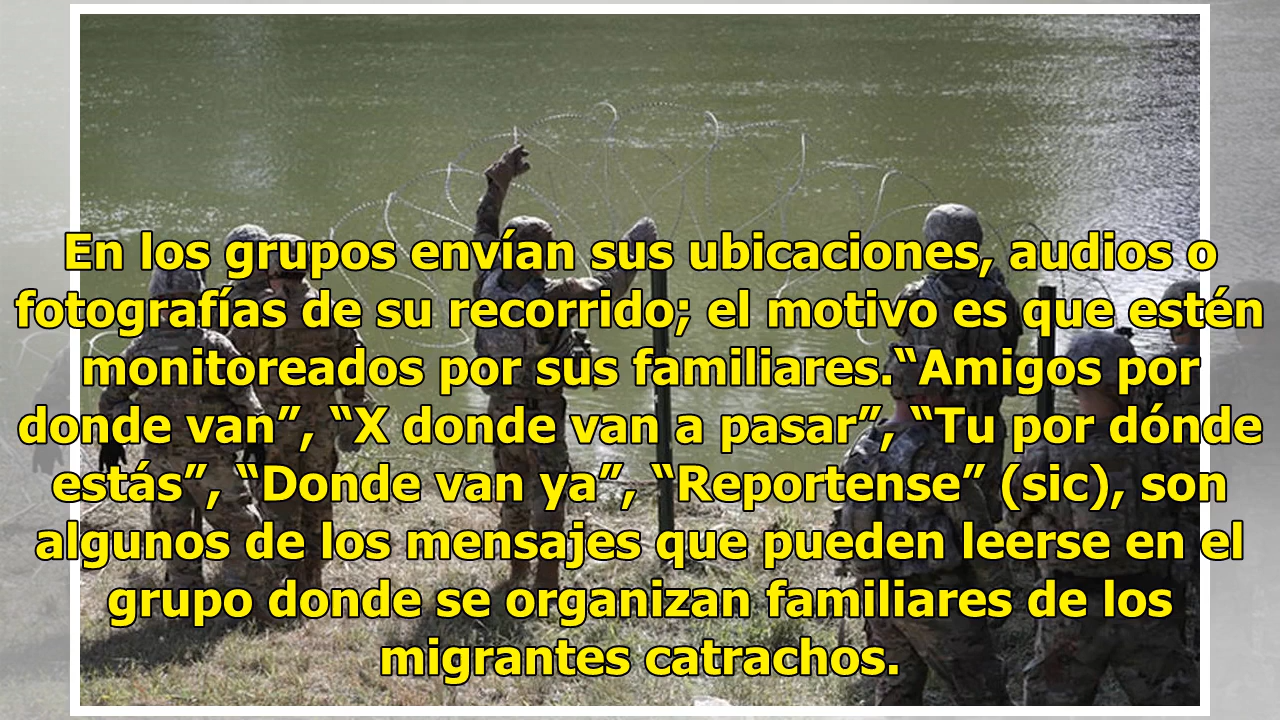 En los grupos envían sus ubicaciones, audios o
fotografías de su recorrido; el motivo es que estén
monitoreados por sus familiares.“Amigos por
donde van”, “X donde van a pasar”, “Tu por dónde
estás”, “Donde van ya”, “Reportense” (sic), son
algunos de los mensajes que pueden leerse en el
grupo donde se organizan familiares de los
migrantes catrachos.